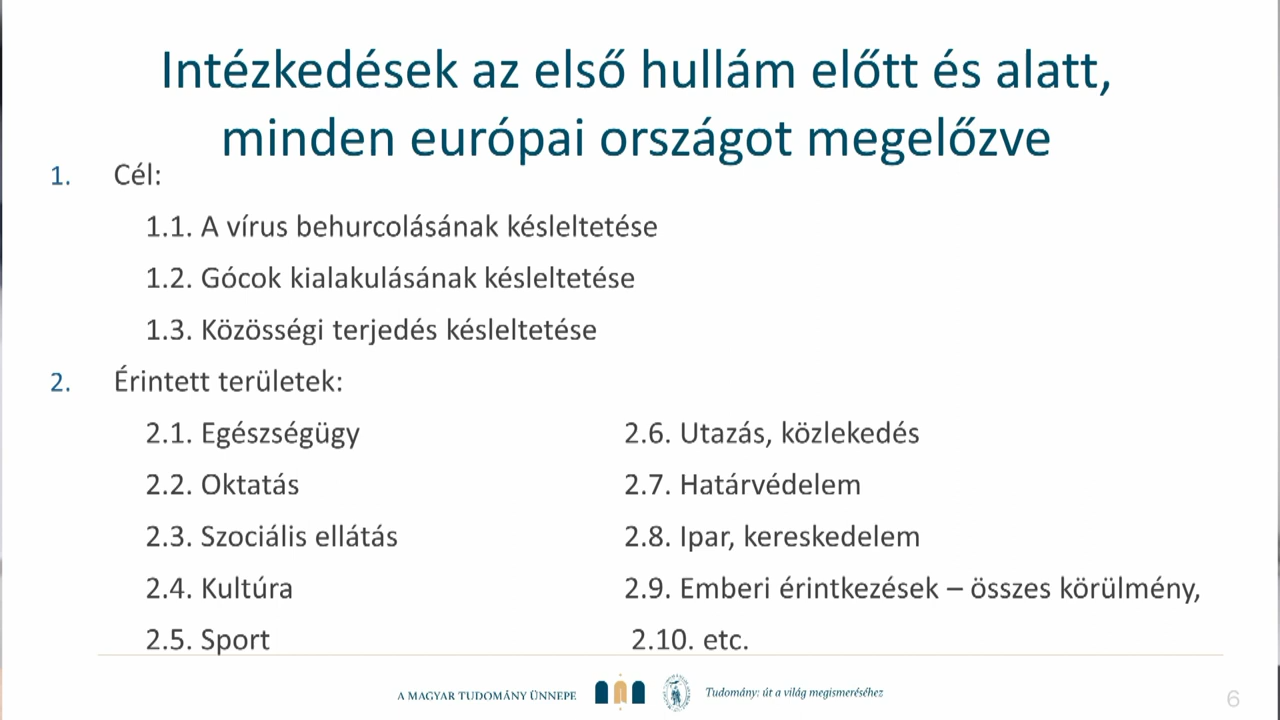 Intézkedések az első hullám előtt és alatt,
minden európai országot megelőzve
1. Cél:
1.1. A vírus behurcolásának késleltetése
1.2. Gócok kialakulásának késleltetése
1.3. Közösségi terjedés késleltetése
2. Érintett területek:
2.1. Egészségügy
2.2. Oktatás
2.3. Szociális ellátás
2.4. Kultúra
2.5. Sport
2.6. Utazás, közlekedés
2.7. Határvédelem
2.8. Ipar, kereskedelem
2.9. Emberi érintkezések – összes körülmény,
2.10. etc.
A MAGYAR TUDOMÁNY ÜNNEPE
Tudomány: út a világ megismeréséhez
6